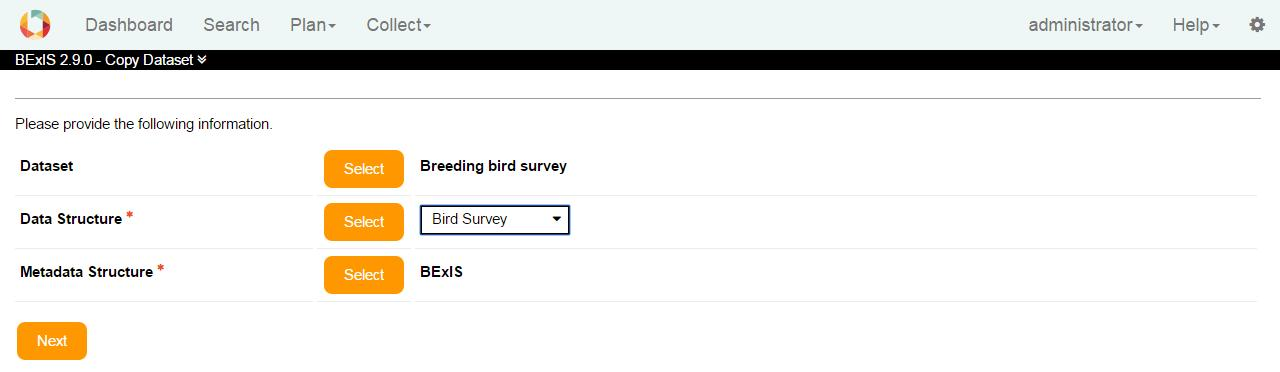 Dashboard Search Plan Collect administrator Help
BExIS 2.9.0 - Copy Dataset
Please provide the following information.
Dataset Select Breeding bird survey
Data Structure * Select Bird Survey
Metadata Structure * Select BExIS
Next